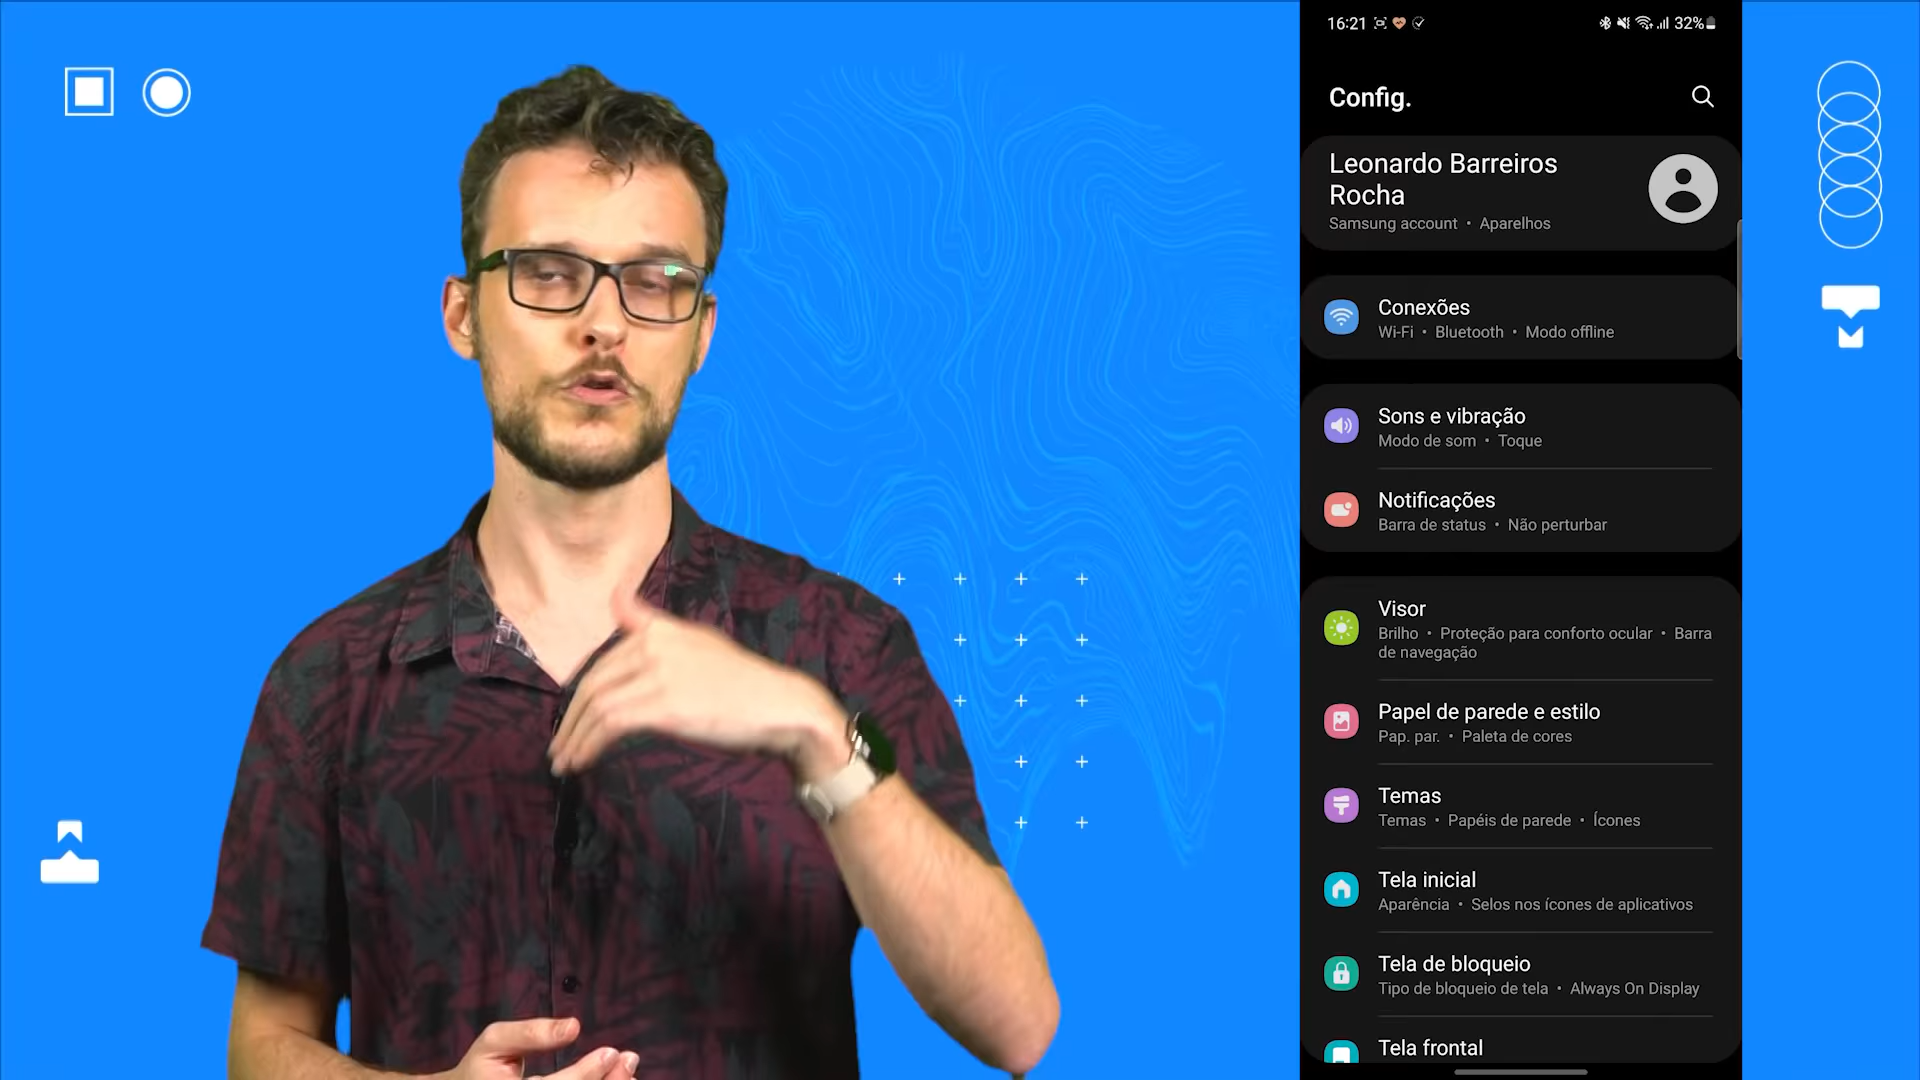 16:21
32%
Config.
Leonardo Barreiros
Rocha
Samsung account • Aparelhos
Conexões
Wi-Fi • Bluetooth • Modo offline
Sons e vibração
Modo de som • Toque
Notificações
Barra de status • Não perturbar
Visor
Brilho • Proteção para conforto ocular • Barra
de navegação
Papel de parede e estilo
Pap. par. • Paleta de cores
Temas
Temas • Papéis de parede • Ícones
Tela inicial
Aparência • Selos nos ícones de aplicativos
Tela de bloqueio
Tipo de bloqueio de tela • Always On Display
Tela frontal